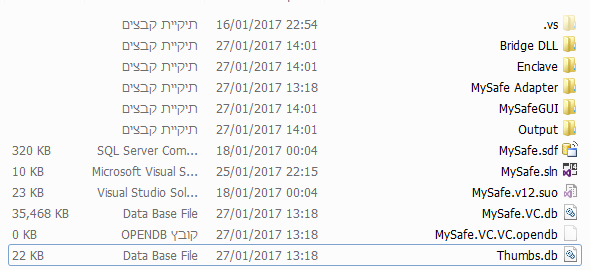 .vs 16/01/2017 22:54 תיקיית קבצים
Bridge DLL 27/01/2017 14:01 תיקיית קבצים
Enclave 27/01/2017 14:01 תיקיית קבצים
MySafe Adapter 27/01/2017 13:18 תיקיית קבצים
MySafeGUI 27/01/2017 14:01 תיקיית קבצים
Output 27/01/2017 14:01 תיקיית קבצים
MySafe.sdf 18/01/2017 00:04 SQL Server Com... 320 KB
MySafe.sln 25/01/2017 22:15 Microsoft Visual S... 10 KB
MySafe.v12.suo 18/01/2017 00:04 Visual Studio Sol... 23 KB
MySafe.VC.db 27/01/2017 13:18 Data Base File 35,468 KB
MySafe.VC.VC.opendb 27/01/2017 13:18 קובץ OPENDB 0 KB
Thumbs.db 27/01/2017 13:18 Data Base File 22 KB